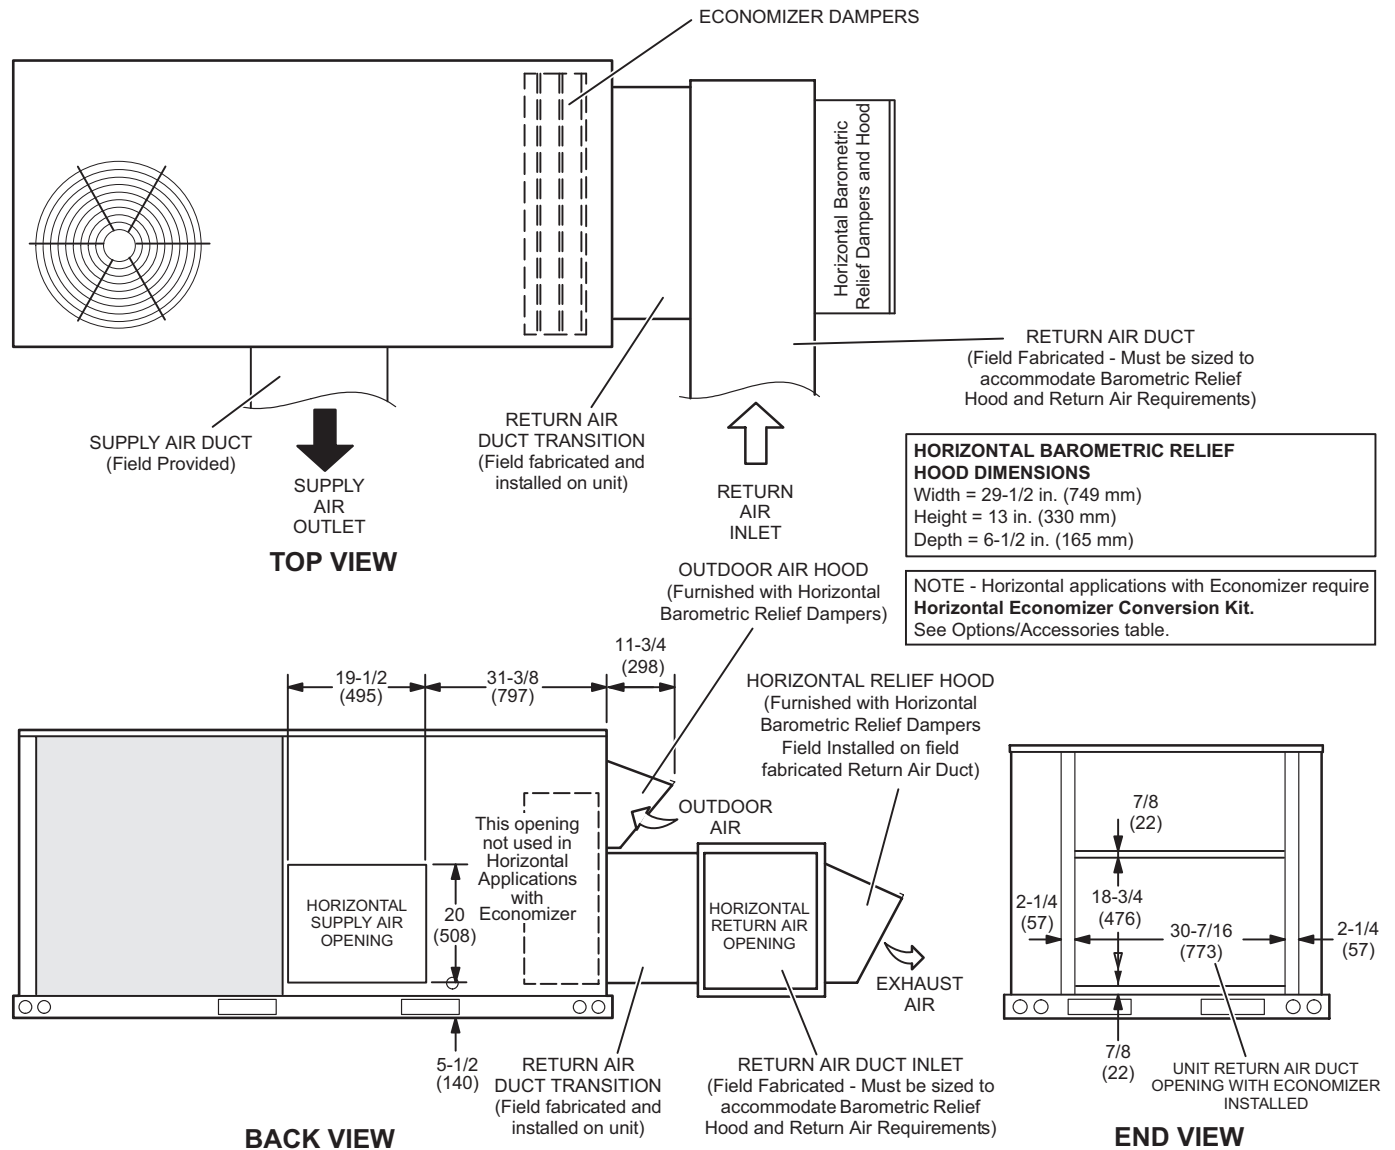 ECONOMIZER DAMPERS
Horizontal Barometric
Relief Dampers and Hood
RETURN AIR DUCT
(Field Fabricated - Must be sized to
accommodate Barometric Relief
Hood and Return Air Requirements)
SUPPLY AIR DUCT
(Field Provided)
SUPPLY
AIR
OUTLET
RETURN AIR
DUCT TRANSITION
(Field fabricated and
installed on unit)
RETURN
AIR
INLET
TOP VIEW
HORIZONTAL BAROMETRIC RELIEF
HOOD DIMENSIONS
Width = 29-1/2 in. (749 mm)
Height = 13 in. (330 mm)
Depth = 6-1/2 in. (165 mm)
NOTE - Horizontal applications with Economizer require
Horizontal Economizer Conversion Kit.
See Options/Accessories table.
OUTDOOR AIR HOOD
(Furnished with Horizontal
Barometric Relief Dampers)
19-1/2
(495)
31-3/8
(797)
11-3/4
(298)
HORIZONTAL RELIEF HOOD
(Furnished with Horizontal
Barometric Relief Dampers
Field Installed on field
fabricated Return Air Duct)
OUTDOOR
AIR
This opening
not used in
Horizontal
Applications
with
Economizer
HORIZONTAL
SUPPLY AIR
OPENING
20
(508)
HORIZONTAL
RETURN AIR
OPENING
EXHAUST
AIR
5-1/2
(140)
RETURN AIR
DUCT TRANSITION
(Field fabricated and
installed on unit)
RETURN AIR DUCT INLET
(Field Fabricated - Must be sized to
accommodate Barometric Relief
Hood and Return Air Requirements)
BACK VIEW
7/8
(22)
2-1/4
(57)
18-3/4
(476)
30-7/16
(773)
2-1/4
(57)
7/8
(22)
UNIT RETURN AIR DUCT
OPENING WITH ECONOMIZER
INSTALLED
END VIEW